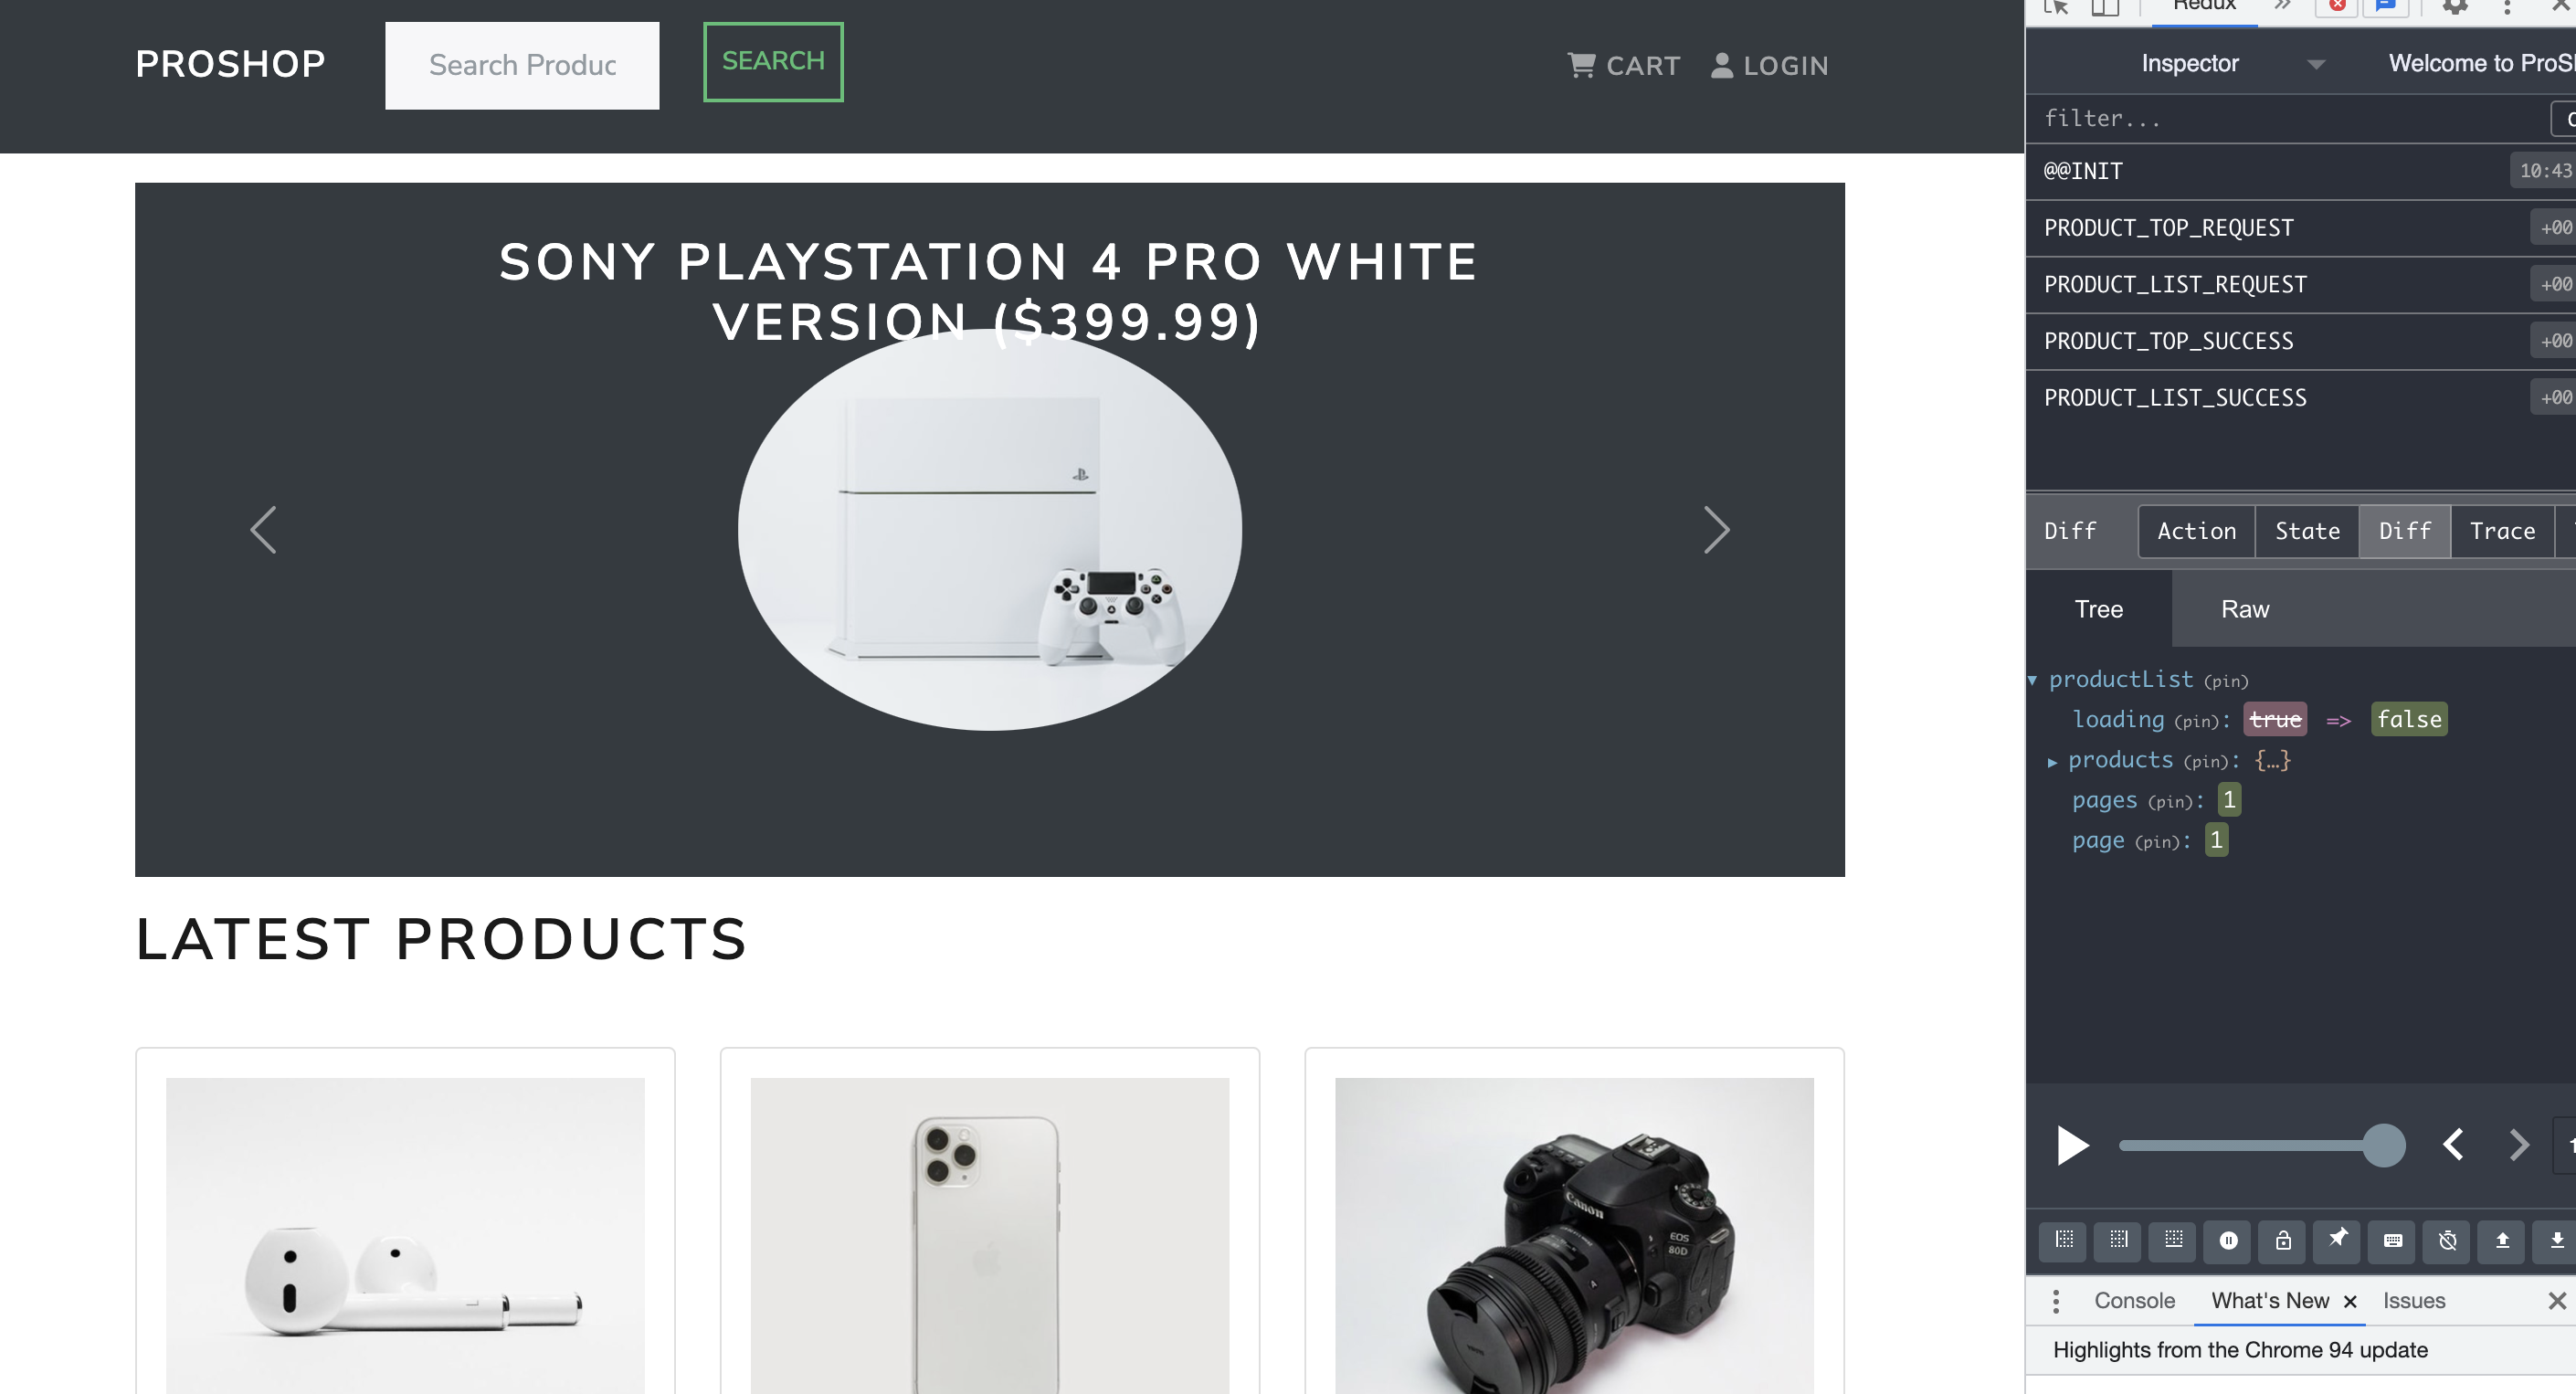 PROSHOP
Search Produc
SEARCH
CART
LOGIN
SONY PLAYSTATION 4 PRO WHITE
VERSION ($399.99)
LATEST PRODUCTS
Canon
EOS
80D
Redux
Inspector
Welcome to ProS
filter...
@@INIT 10:43
PRODUCT_TOP_REQUEST +00
PRODUCT_LIST_REQUEST +00
PRODUCT_TOP_SUCCESS +00
PRODUCT_LIST_SUCCESS +00
Diff Action State Diff Trace
Tree Raw
productList (pin)
loading (pin): true => false
products (pin): {…}
pages (pin): 1
page (pin): 1
Console What's New Issues
Highlights from the Chrome 94 update